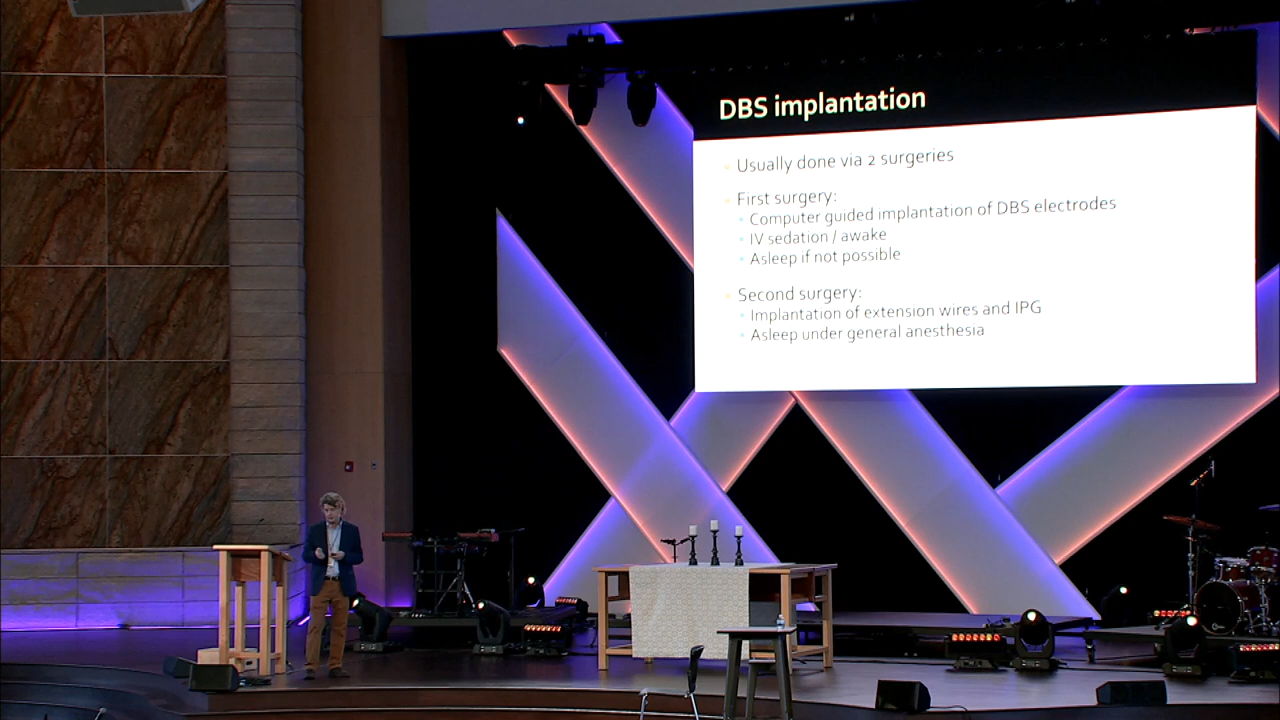 DBS implantation
Usually done via 2 surgeries
First surgery:
Computer guided implantation of DBS electrodes
IV sedation / awake
Asleep if not possible
Second surgery:
Implantation of extension wires and IPG
Asleep under general anesthesia